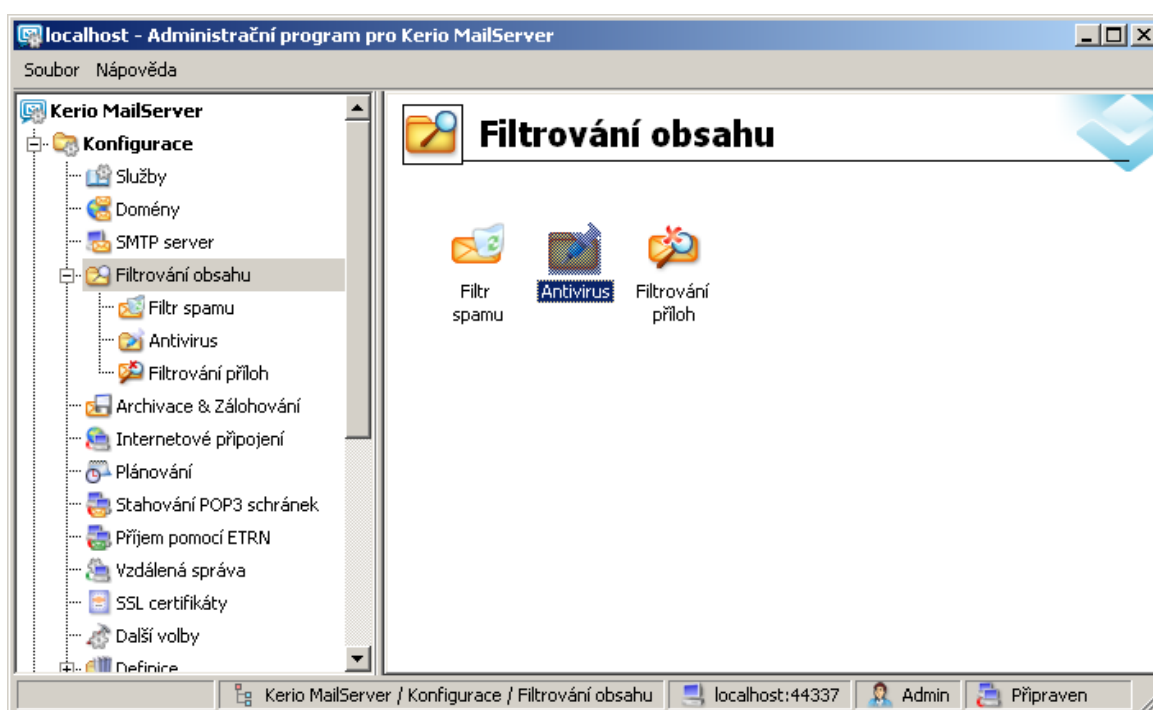 localhost - Administrační program pro Kerio MailServer
Soubor Nápověda
Kerio MailServer
Konfigurace
Služby
Domény
SMTP server
Filtrování obsahu
Filtr spamu
Antivirus
Filtrování příloh
Archivace & Zálohování
Internetové připojení
Plánování
Stahování POP3 schránek
Příjem pomocí ETRN
Vzdálená správa
SSL certifikáty
Další volby
Definice
Filtrování obsahu
Filtr
spamu
Antivirus
Filtrování
příloh
Kerio MailServer / Konfigurace / Filtrování obsahu
localhost:44337
Admin
Připraven